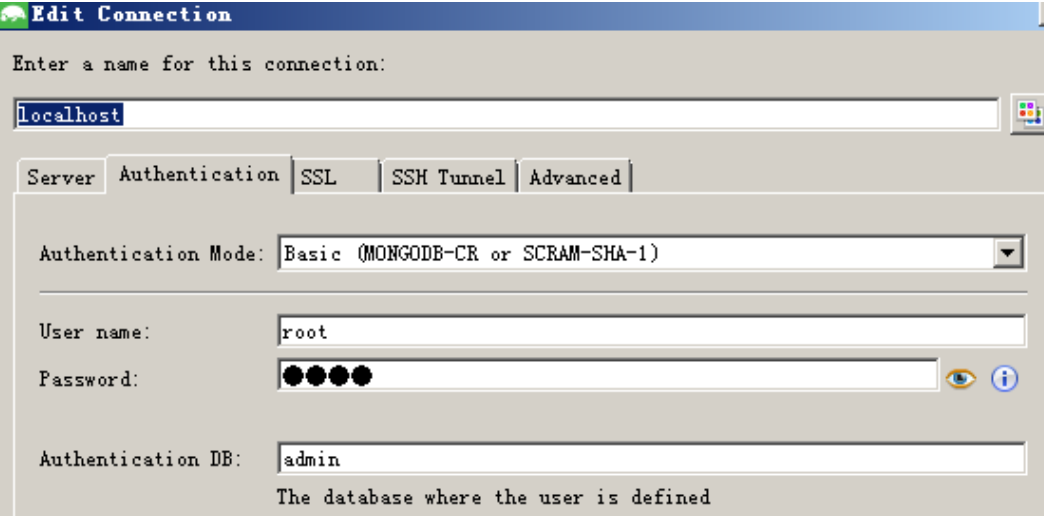 Edit Connection
Enter a name for this connection:
localhost
Server Authentication SSL SSH Tunnel Advanced
Authentication Mode: Basic (MONGODB-CR or SCRAM-SHA-1)
User name: root
Password: ●●●●
Authentication DB: admin
The database where the user is defined